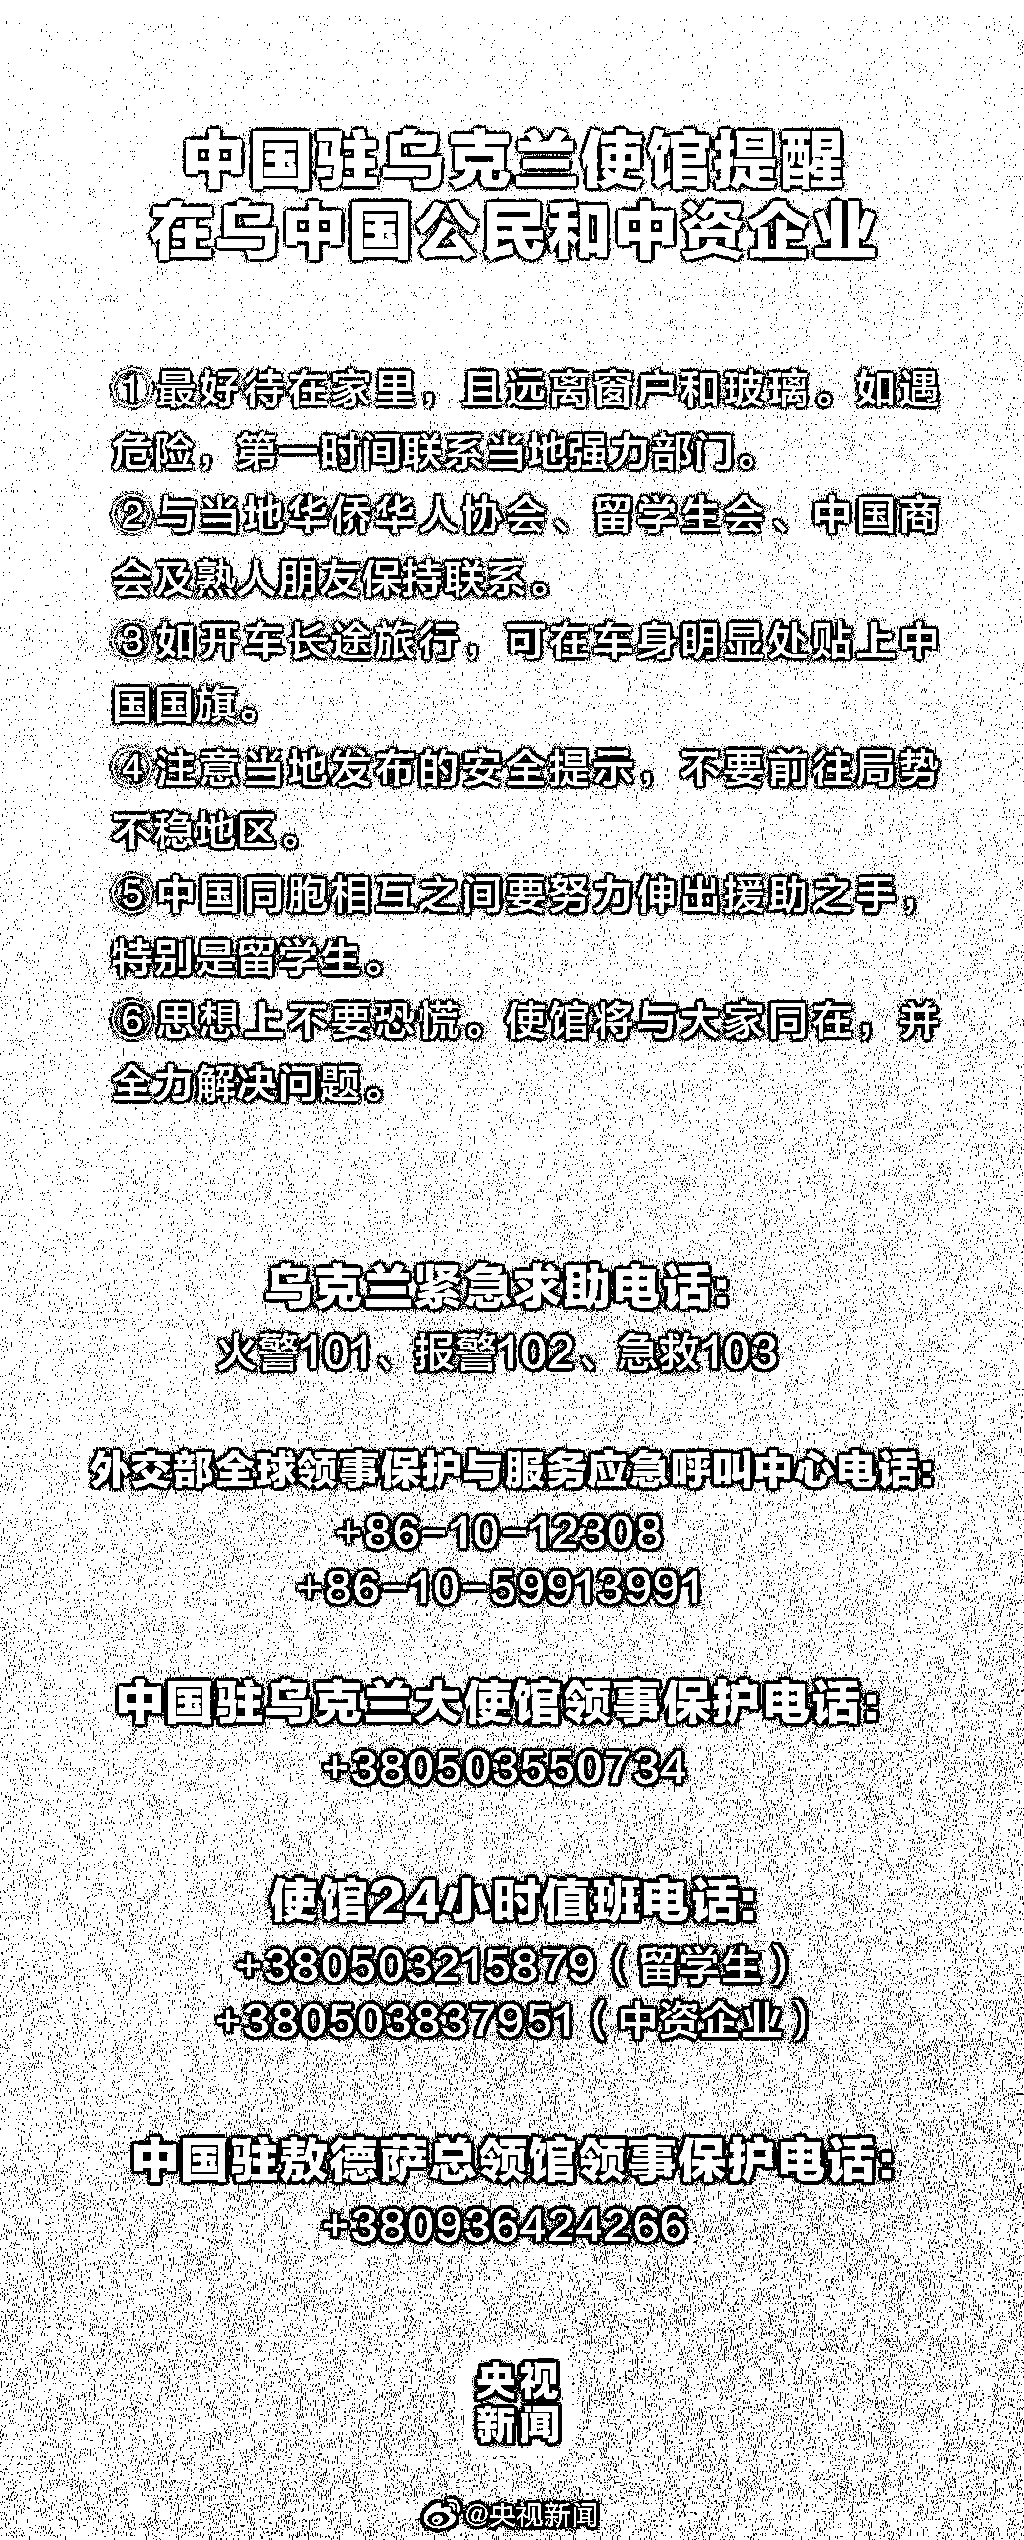 中国驻乌克兰使馆提醒
在乌中国公民和中资企业
①最好待在家里，且远离窗户和玻璃。如遇
危险，第一时间联系当地强力部门。
②与当地华侨华人协会、留学生会、中国商
会及熟人朋友保持联系。
③如开车长途旅行，可在车身明显处贴上中
国国旗。
④注意当地发布的安全提示，不要前往局势
不稳地区。
⑤中国同胞相互之间要努力伸出援助之手，
特别是留学生。
⑥思想上不要恐慌。使馆将与大家同在，并
全力解决问题。
乌克兰紧急求助电话:
火警101、报警102、急救103
外交部全球领事保护与服务应急呼叫中心电话:
+86-10-12308
+86-10-59913991
中国驻乌克兰大使馆领事保护电话:
+380503550734
使馆24小时值班电话:
+380503215879（留学生）
+380503837951（中资企业）
中国驻敖德萨总领馆领事保护电话:
+380936424266
央视
新闻
@央视新闻